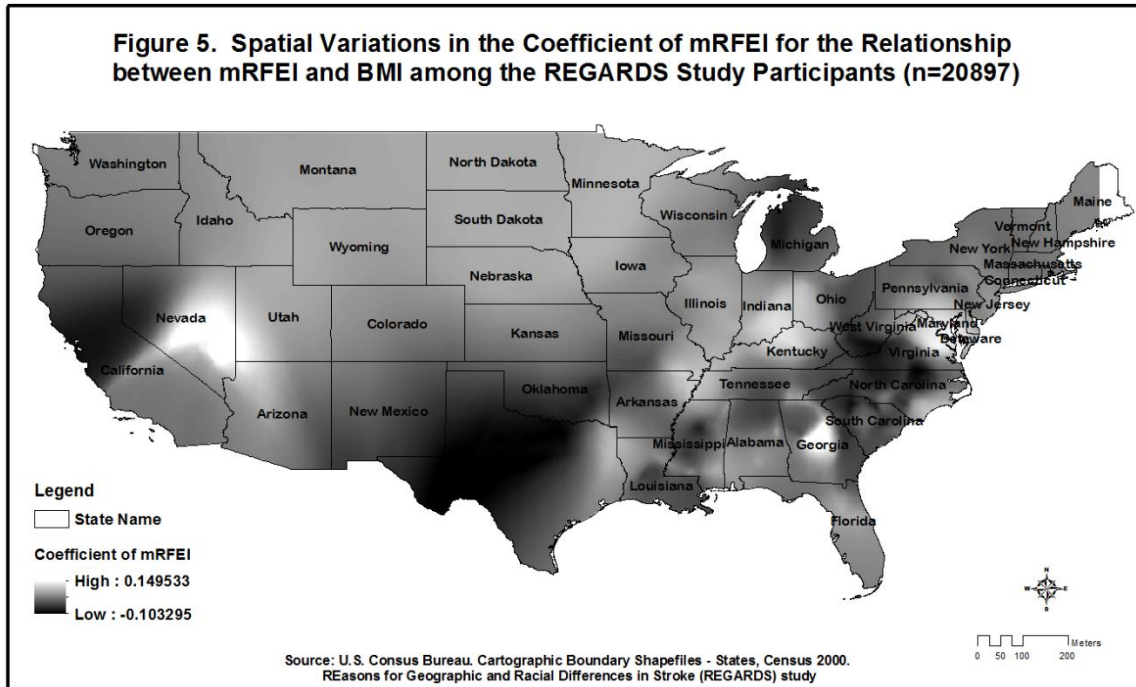 Figure 5.  Spatial Variations in the Coefficient of mRFEI for the Relationship
between mRFEI and BMI among the REGARDS Study Participants (n=20897)
Washington
Montana
North Dakota
Minnesota
Maine
Oregon
Idaho
South Dakota
Wisconsin
Vermont
Wyoming
Michigan
New York
New Hampshire
Massachusetts
Connecticut
Nebraska
Iowa
Pennsylvania
Nevada
Utah
Colorado
Illinois
Indiana
Ohio
New Jersey
Kansas
Missouri
West Virginia
Maryland
Delaware
California
Kentucky
Virginia
Oklahoma
Tennessee
North Carolina
Arizona
New Mexico
Arkansas
South Carolina
Mississippi
Alabama
Georgia
Louisiana
Florida
Legend
State Name
Coefficient of mRFEI
High : 0.149533
Low : -0.103295
N
W
E
S
Meters
0 50 100 200
Source: U.S. Consus Bureau. Cartographic Boundary Shapefiles - States, Census 2000.
REasons for Geographic and Racial Differences in Stroke (REGARDS) study